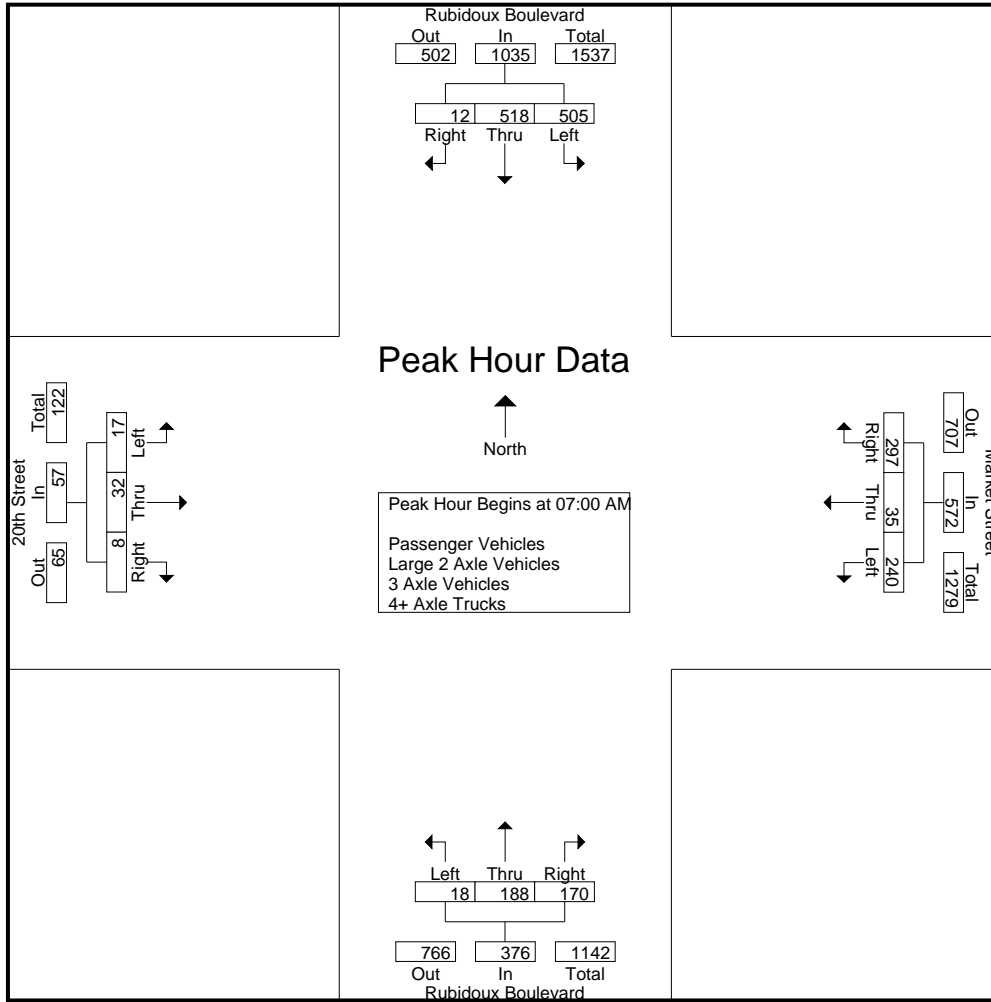 Rubidoux Boulevard
Out In Total
502 1035 1537
12 518 505
Right Thru Left
Peak Hour Data
North
Peak Hour Begins at 07:00 AM
Passenger Vehicles
Large 2 Axle Vehicles
3 Axle Vehicles
4+ Axle Trucks
20th Street
Out In Total
65 57 122
Left Thru Right
17 32 8
Market Street
Out In Total
707 572 1279
Right Thru Left
297 35 240
Left Thru Right
18 188 170
766 376 1142
Out In Total
Rubidoux Boulevard